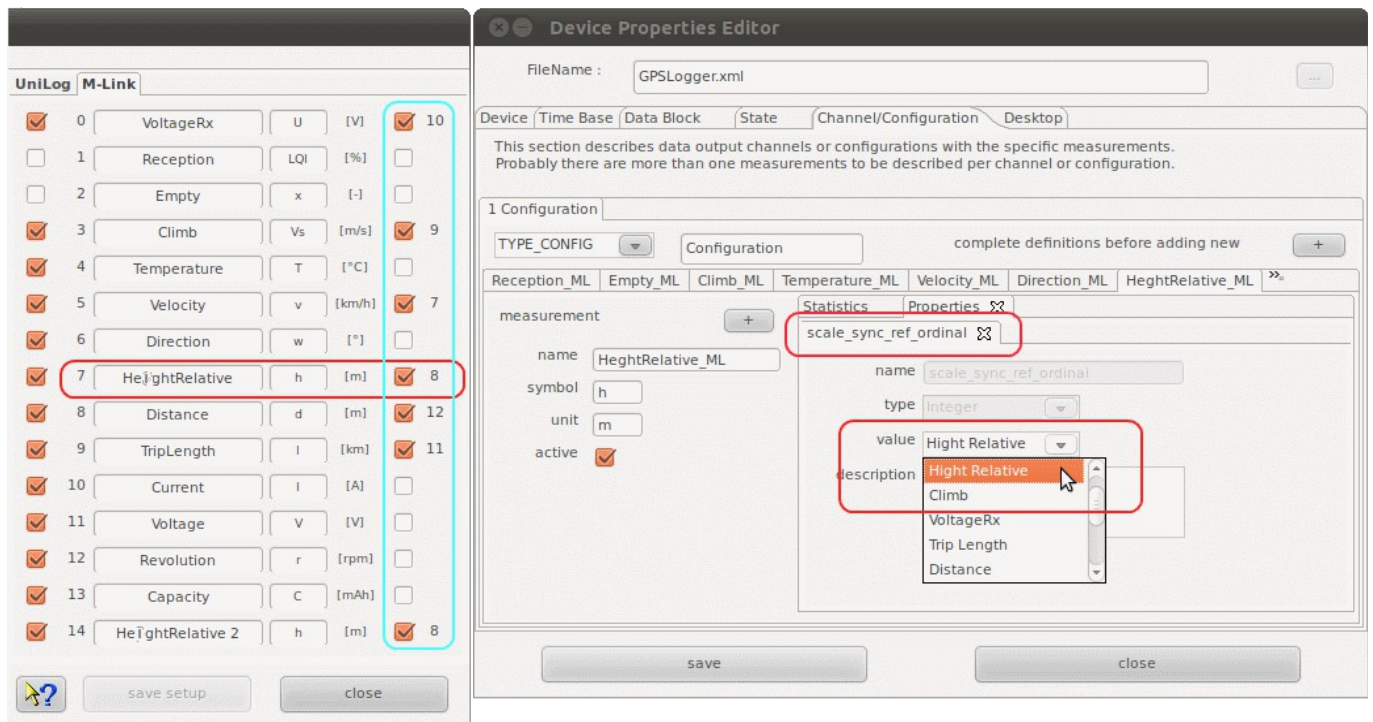 UniLog M-Link
0 VoltageRx U [V] 10
1 Reception LQI [%]
2 Empty x [-]
3 Climb Vs [m/s] 9
4 Temperature T [°C]
5 Velocity v [km/h] 7
6 Direction w [°]
7 HeightRelative h [m] 8
8 Distance d [m] 12
9 TripLength l [km] 11
10 Current I [A]
11 Voltage V [V]
12 Revolution r [rpm]
13 Capacity C [mAh]
14 HeightRelative 2 h [m] 8
? save setup close
Device Properties Editor
FileName : GPSLogger.xml ...
Device Time Base Data Block State Channel/Configuration Desktop
This section describes data output channels or configurations with the specific measurements.
Probably there are more than one measurements to be described per channel or configuration.
1 Configuration
TYPE_CONFIG Configuration complete definitions before adding new +
Reception_ML Empty_ML Climb_ML Temperature_ML Velocity_ML Direction_ML HeghtRelative_ML »
measurement +
name HeghtRelative_ML
symbol h
unit m
active
Statistics Properties
scale_sync_ref_ordinal
name scale_sync_ref_ordinal
type Integer
value Hight Relative
description
Hight Relative
Climb
VoltageRx
Trip Length
Distance
save close